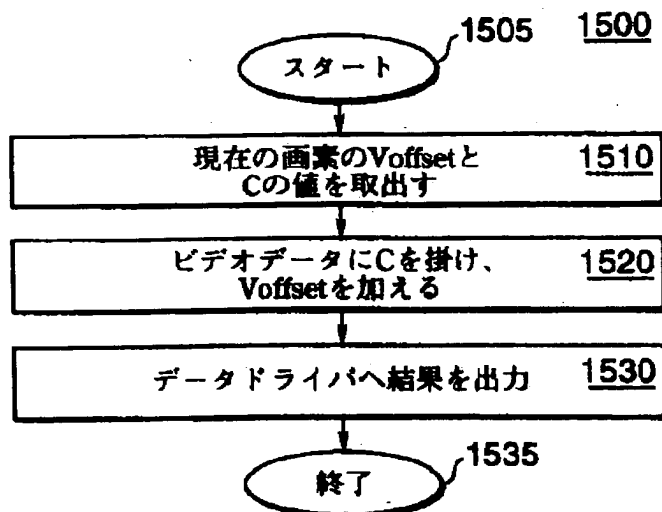 1505
1500
スタート
現在の画素のVoffsetと
Cの値を取出す
1510
ビデオデータにCを掛け、
Voffsetを加える
1520
データドライバへ結果を出力
1530
1535
終了